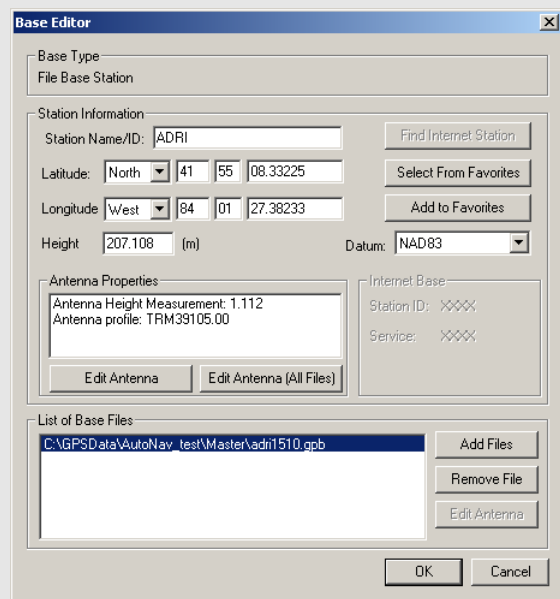 Base Editor
Base Type
File Base Station
Station Information
Station Name/ID: ADRI
Find Internet Station
Latitude: North 41 55 08.33225
Select From Favorites
Longitude West 84 01 27.38233
Add to Favorites
Height 207.108 (m)
Datum: NAD83
Antenna Properties
Antenna Height Measurement: 1.112
Antenna profile: TRM39105.00
Edit Antenna
Edit Antenna (All Files)
Internet Base
Station ID: XXXX
Service: XXXX
List of Base Files
C:\GPSData\AutoNav_test\Master\adri1510.gpb
Add Files
Remove File
Edit Antenna
OK
Cancel